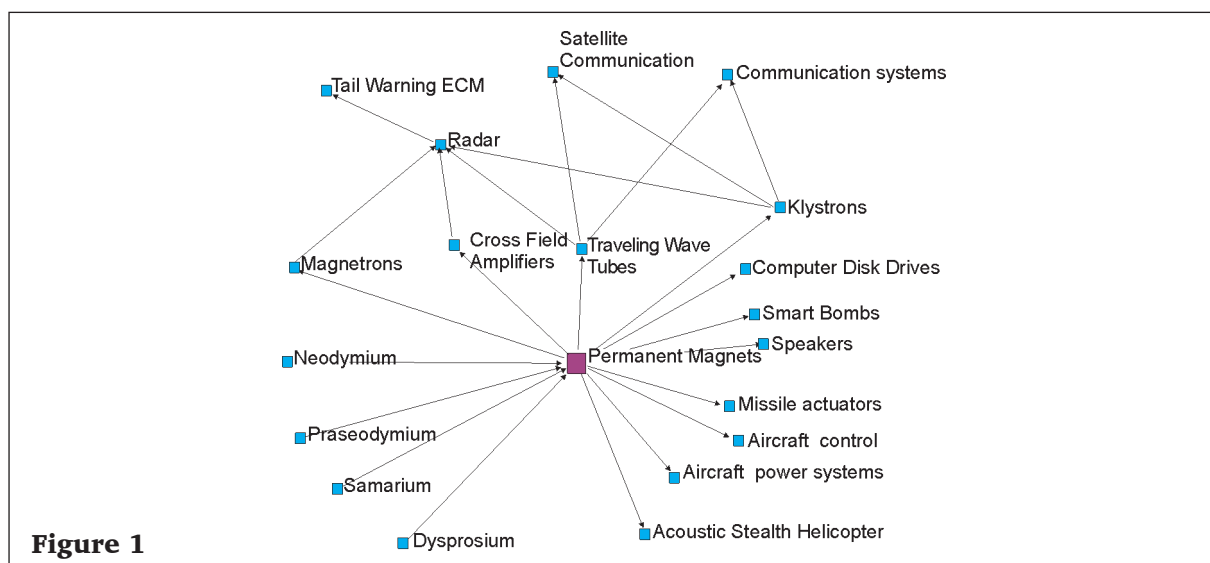 Satellite
Communication
Communication systems
Tail Warning ECM
Radar
Klystrons
Cross Field
Amplifiers
Traveling Wave
Tubes
Magnetrons
Computer Disk Drives
Smart Bombs
Speakers
Permanent Magnets
Neodymium
Missile actuators
Praseodymium
Aircraft control
Aircraft power systems
Samarium
Acoustic Stealth Helicopter
Dysprosium
Figure 1